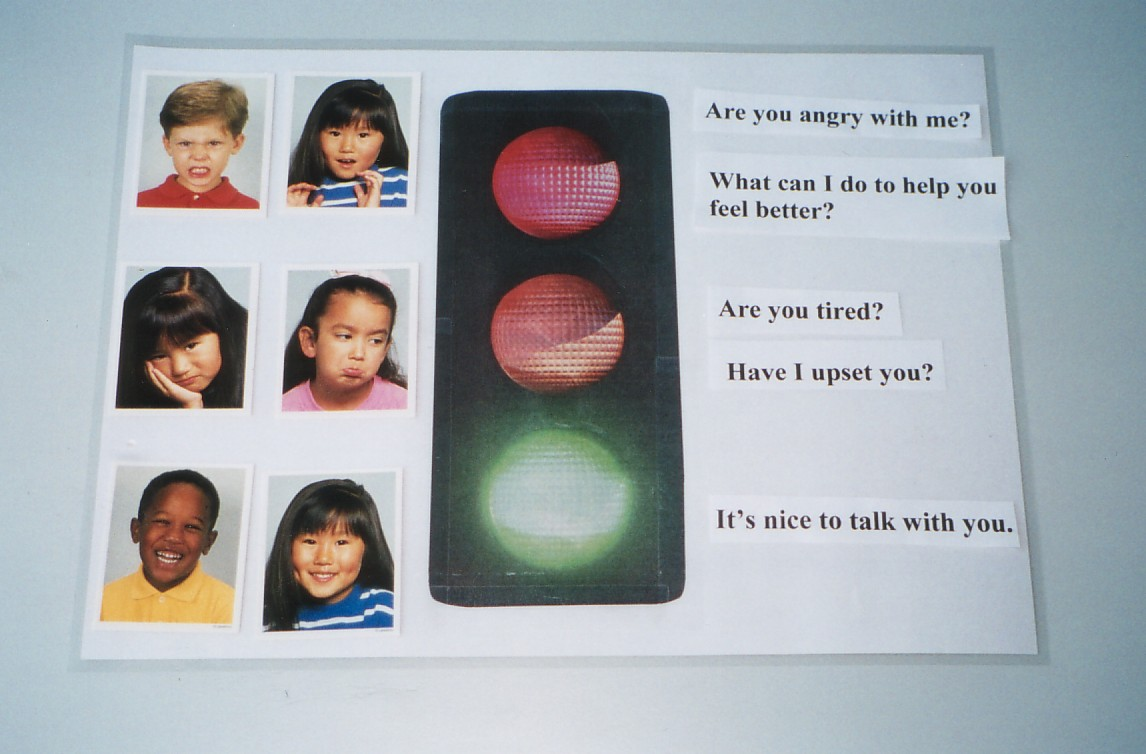 Are you angry with me?
What can I do to help you
feel better?
Are you tired?
Have I upset you?
It's nice to talk with you.